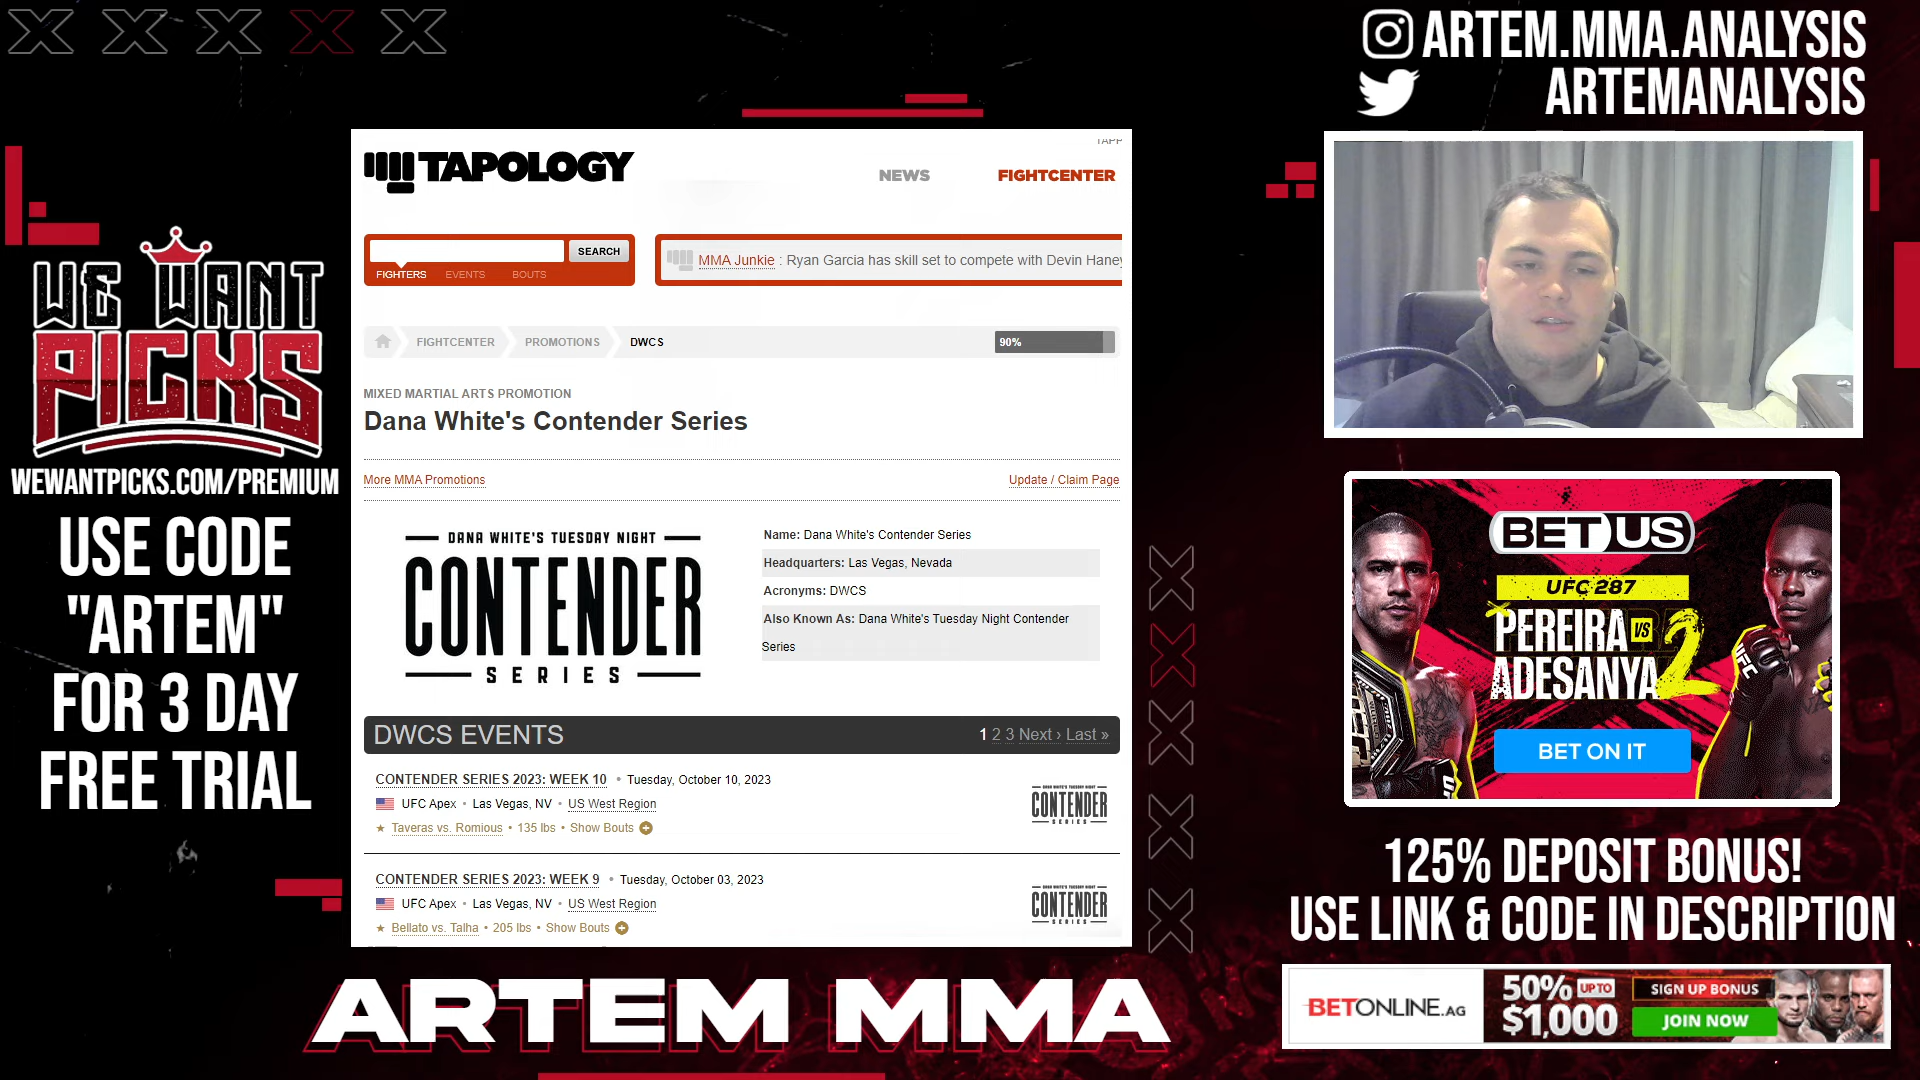 ARTEM.MMA.ANALYSIS
ARTEMANALYSIS
WE WANT
PICKS
WEWANTPICKS.COM/PREMIUM
USE CODE
"ARTEM"
FOR 3 DAY
FREE TRIAL
TAPOLOGY
NEWS
FIGHTCENTER
SEARCH
FIGHTERS
EVENTS
BOUTS
MMA Junkie : Ryan Garcia has skill set to compete with Devin Haney
FIGHTCENTER
PROMOTIONS
DWCS
90%
MIXED MARTIAL ARTS PROMOTION
Dana White's Contender Series
More MMA Promotions
Update / Claim Page
DANA WHITE'S TUESDAY NIGHT
CONTENDER
SERIES
Name: Dana White's Contender Series
Headquarters: Las Vegas, Nevada
Acronyms: DWCS
Also Known As: Dana White's Tuesday Night Contender
Series
DWCS EVENTS
1 2 3 Next › Last »
CONTENDER SERIES 2023: WEEK 10 • Tuesday, October 10, 2023
UFC Apex • Las Vegas, NV • US West Region
Taveras vs. Romious • 135 lbs • Show Bouts
CONTENDER
SERIES
CONTENDER SERIES 2023: WEEK 9 • Tuesday, October 03, 2023
UFC Apex • Las Vegas, NV • US West Region
Bellato vs. Talha • 205 lbs • Show Bouts
CONTENDER
SERIES
ARTEM MMA
BETUS
UFC 287
PEREIRA VS
ADESANYA 2
UFC
BET ON IT
125% DEPOSIT BONUS!
USE LINK & CODE IN DESCRIPTION
BETONLINE.AG
50% UP TO
$1,000
SIGN UP BONUS
JOIN NOW